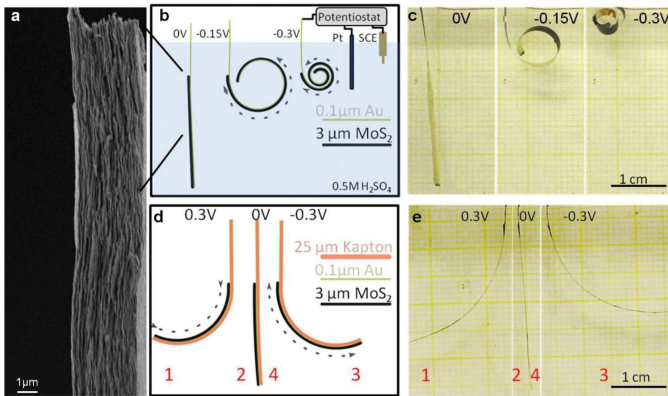 a
1μm
b
Potentiostat
0V -0.15V -0.3V Pt SCE
0.1μm Au
3 μm MoS₂
0.5M H₂SO₄
c
0V -0.15V -0.3V
1 cm
d
0.3V 0V -0.3V
25 μm Kapton
0.1μm Au
3 μm MoS₂
1 2 4 3
e
0.3V 0V -0.3V
1 2 4 3
1 cm